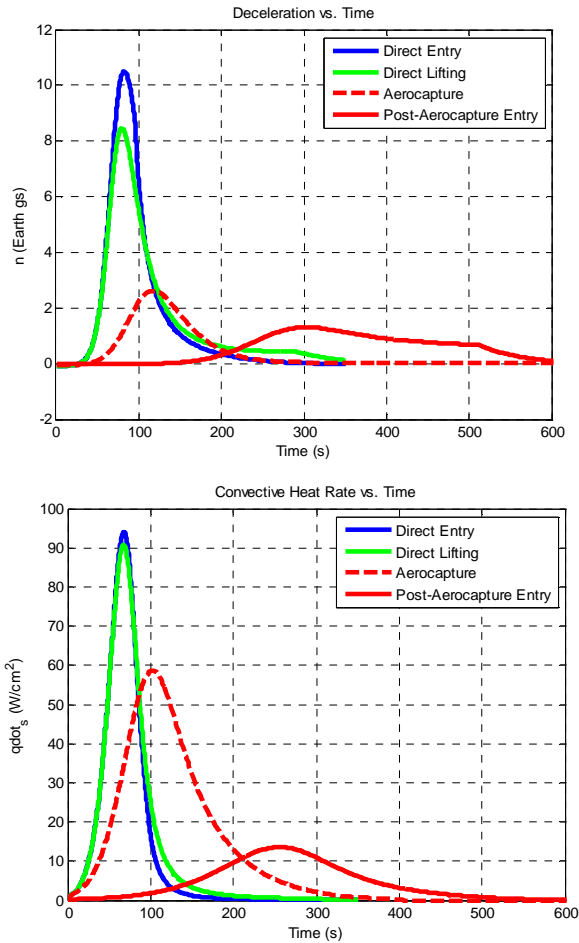 Deceleration vs. Time
12
10
8
6
4
2
0
-2
n (Earth gs)
Direct Entry
Direct Lifting
Aerocapture
Post-Aerocapture Entry
0 100 200 300 400 500 600
Time (s)
Convective Heat Rate vs. Time
100
90
80
70
60
50
40
30
20
10
0
qdot_s (W/cm²)
Direct Entry
Direct Lifting
Aerocapture
Post-Aerocapture Entry
0 100 200 300 400 500 600
Time (s)